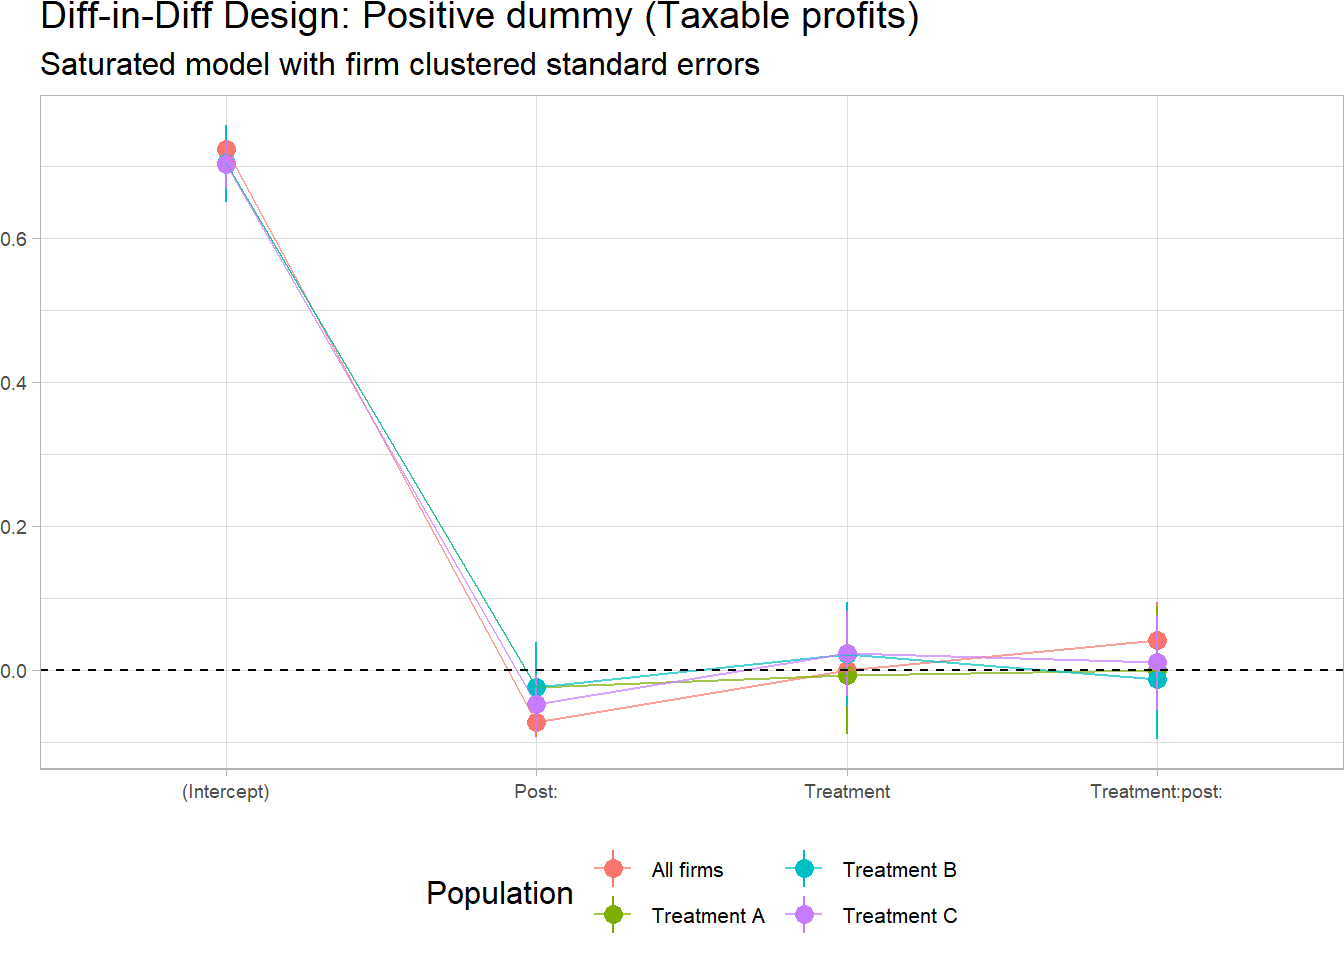 Diff-in-Diff Design: Positive dummy (Taxable profits)
Saturated model with firm clustered standard errors
0.6
0.4
0.2
0.0
(Intercept) Post: Treatment Treatment:post:
Population
All firms
Treatment A
Treatment B
Treatment C